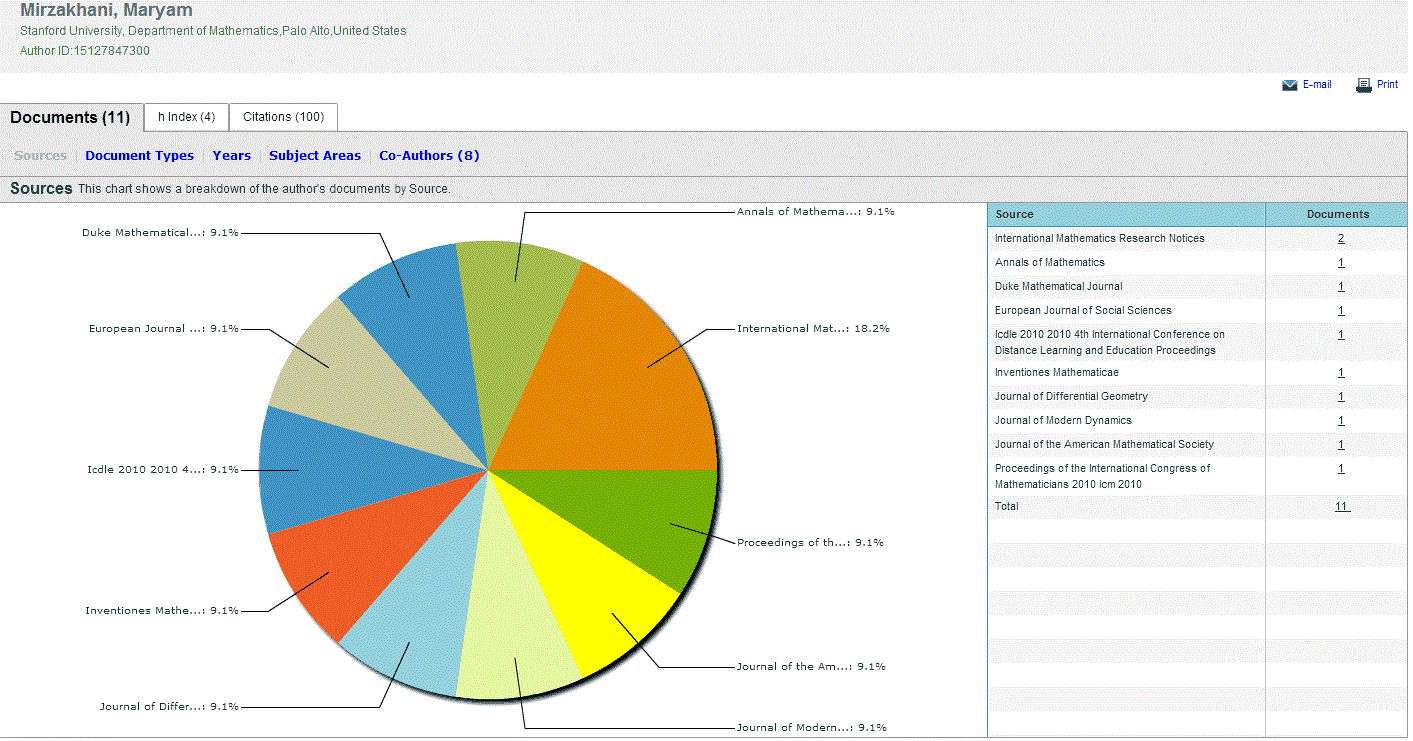 Mirzakhani, Maryam
Stanford University, Department of Mathematics,Palo Alto,United States
Author ID:15127847300
E-mail
Print
Documents (11)
h Index (4)
Citations (100)
Sources
Document Types
Years
Subject Areas
Co-Authors (8)
Sources This chart shows a breakdown of the author's documents by Source.
Annals of Mathema...: 9.1%
Duke Mathematical...: 9.1%
European Journal ...: 9.1%
International Mat...: 18.2%
Icdle 2010 2010 4...: 9.1%
Proceedings of th...: 9.1%
Inventiones Mathe...: 9.1%
Journal of the Am...: 9.1%
Journal of Differ...: 9.1%
Journal of Modern...: 9.1%
Source Documents
International Mathematics Research Notices 2
Annals of Mathematics 1
Duke Mathematical Journal 1
European Journal of Social Sciences 1
Icdle 2010 2010 4th International Conference on 1
Distance Learning and Education Proceedings
Inventiones Mathematicae 1
Journal of Differential Geometry 1
Journal of Modern Dynamics 1
Journal of the American Mathematical Society 1
Proceedings of the International Congress of 1
Mathematicians 2010 Icm 2010
Total 11